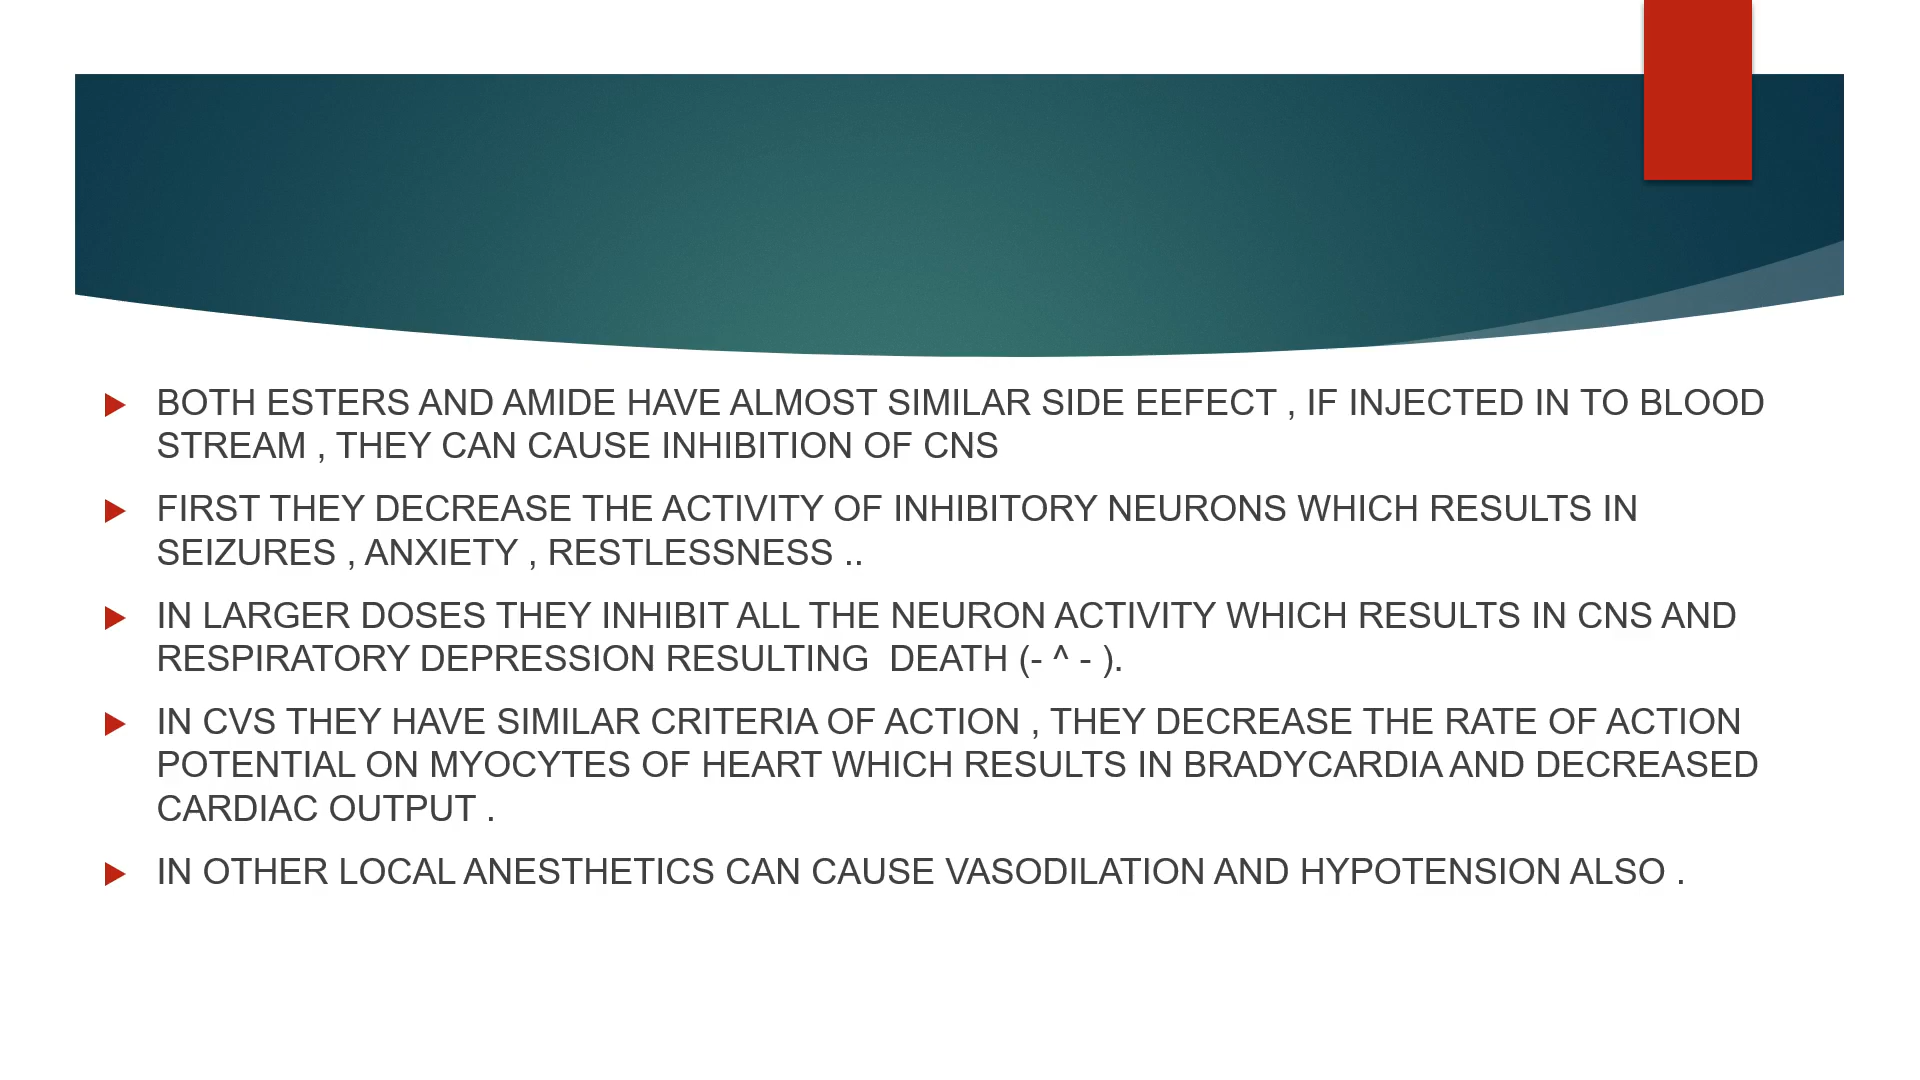 BOTH ESTERS AND AMIDE HAVE ALMOST SIMILAR SIDE EEFECT , IF INJECTED IN TO BLOOD
STREAM , THEY CAN CAUSE INHIBITION OF CNS
FIRST THEY DECREASE THE ACTIVITY OF INHIBITORY NEURONS WHICH RESULTS IN
SEIZURES , ANXIETY , RESTLESSNESS ..
IN LARGER DOSES THEY INHIBIT ALL THE NEURON ACTIVITY WHICH RESULTS IN CNS AND
RESPIRATORY DEPRESSION RESULTING  DEATH (- ^ - ).
IN CVS THEY HAVE SIMILAR CRITERIA OF ACTION , THEY DECREASE THE RATE OF ACTION
POTENTIAL ON MYOCYTES OF HEART WHICH RESULTS IN BRADYCARDIA AND DECREASED
CARDIAC OUTPUT .
IN OTHER LOCAL ANESTHETICS CAN CAUSE VASODILATION AND HYPOTENSION ALSO .